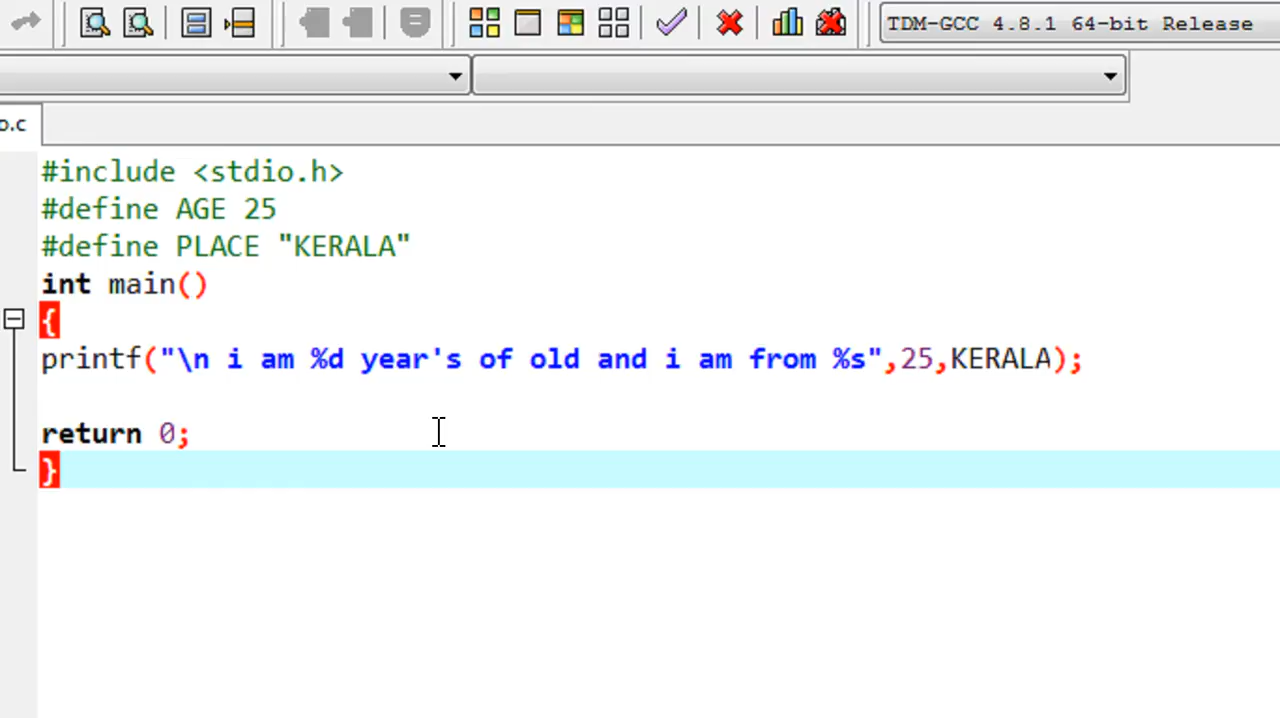 TDM-GCC 4.8.1 64-bit Release
o.c
#include <stdio.h>
#define AGE 25
#define PLACE "KERALA"
int main()
{
printf("\n i am %d year's of old and i am from %s",25,KERALA);
return 0;
}